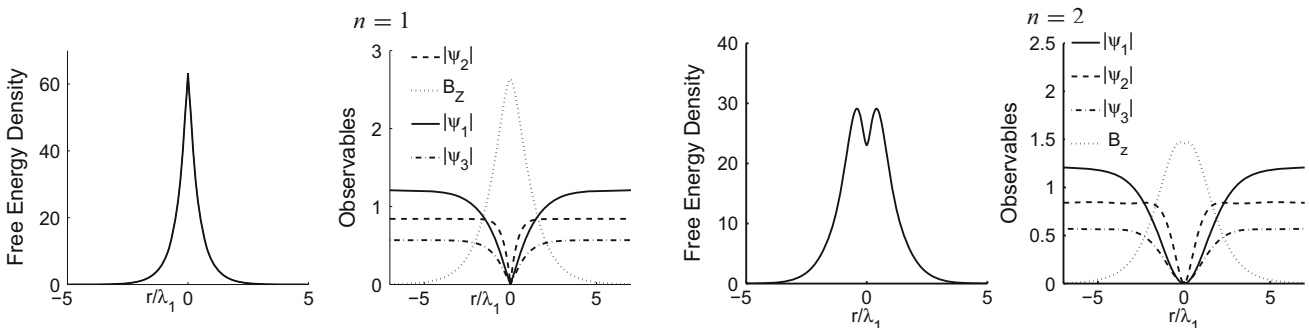 n = 1
Free Energy Density
60
40
20
0
−5
0
5
r/λ1
Observables
3
2
1
0
|ψ2|
BZ
|ψ1|
|ψ3|
−5
0
5
r/λ1
n = 2
Free Energy Density
40
30
20
10
0
−5
0
5
r/λ1
Observables
2.5
2
1.5
1
0.5
0
|ψ1|
|ψ2|
|ψ3|
Bz
−5
0
5
r/λ1